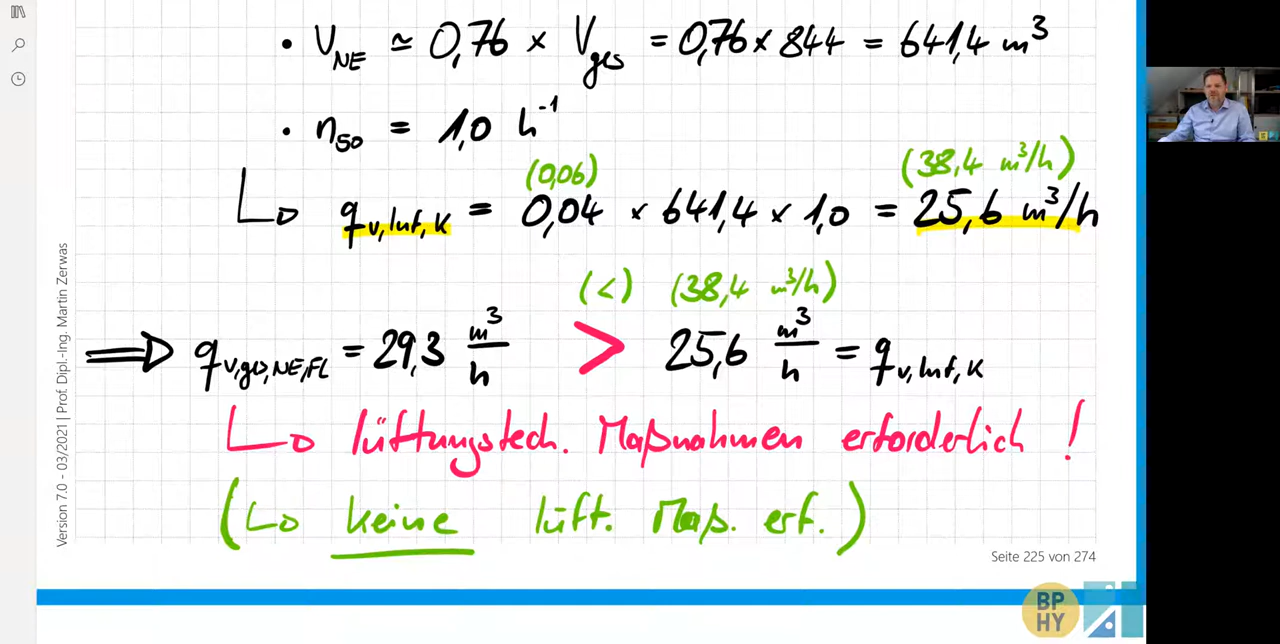 • V_NE ≃ 0,76 × V_ges = 0,76 × 844 = 641,4 m³
• n_50 = 1,0 h⁻¹
(0,06) (38,4 m³/h)
q_v,Inf,K = 0,04 × 641,4 × 1,0 = 25,6 m³/h
(<) (38,4 m³/h)
⇒ q_v,ges,NE,FL = 29,3 m³/h > 25,6 m³/h = q_v,Inf,K
lüftungstech. Maßnahmen erforderlich !
( keine lüft. Maß. erf. )
Seite 225 von 274
Version 7.0 - 03/2021 | Prof. Dipl.-Ing. Martin Zerwas
BP
HY